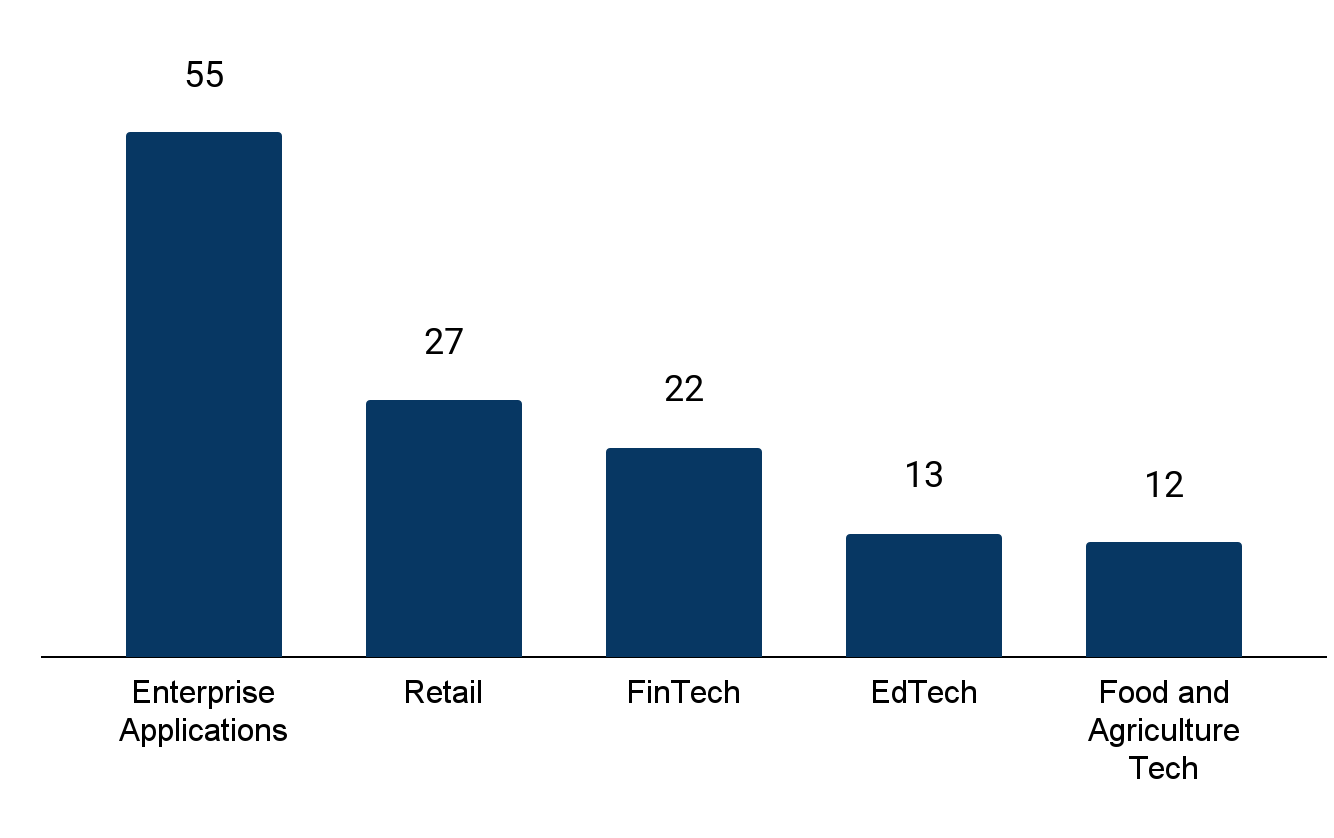 55
27
22
13
12
Enterprise
Applications
Retail
FinTech
EdTech
Food and
Agriculture
Tech